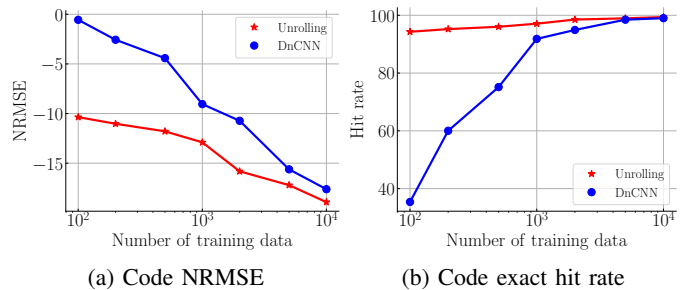 0
−5
−10
−15
NRMSE
10²
10³
10⁴
Number of training data
Unrolling
DnCNN
(a) Code NRMSE
100
80
60
40
Hit rate
10²
10³
10⁴
Number of training data
Unrolling
DnCNN
(b) Code exact hit rate